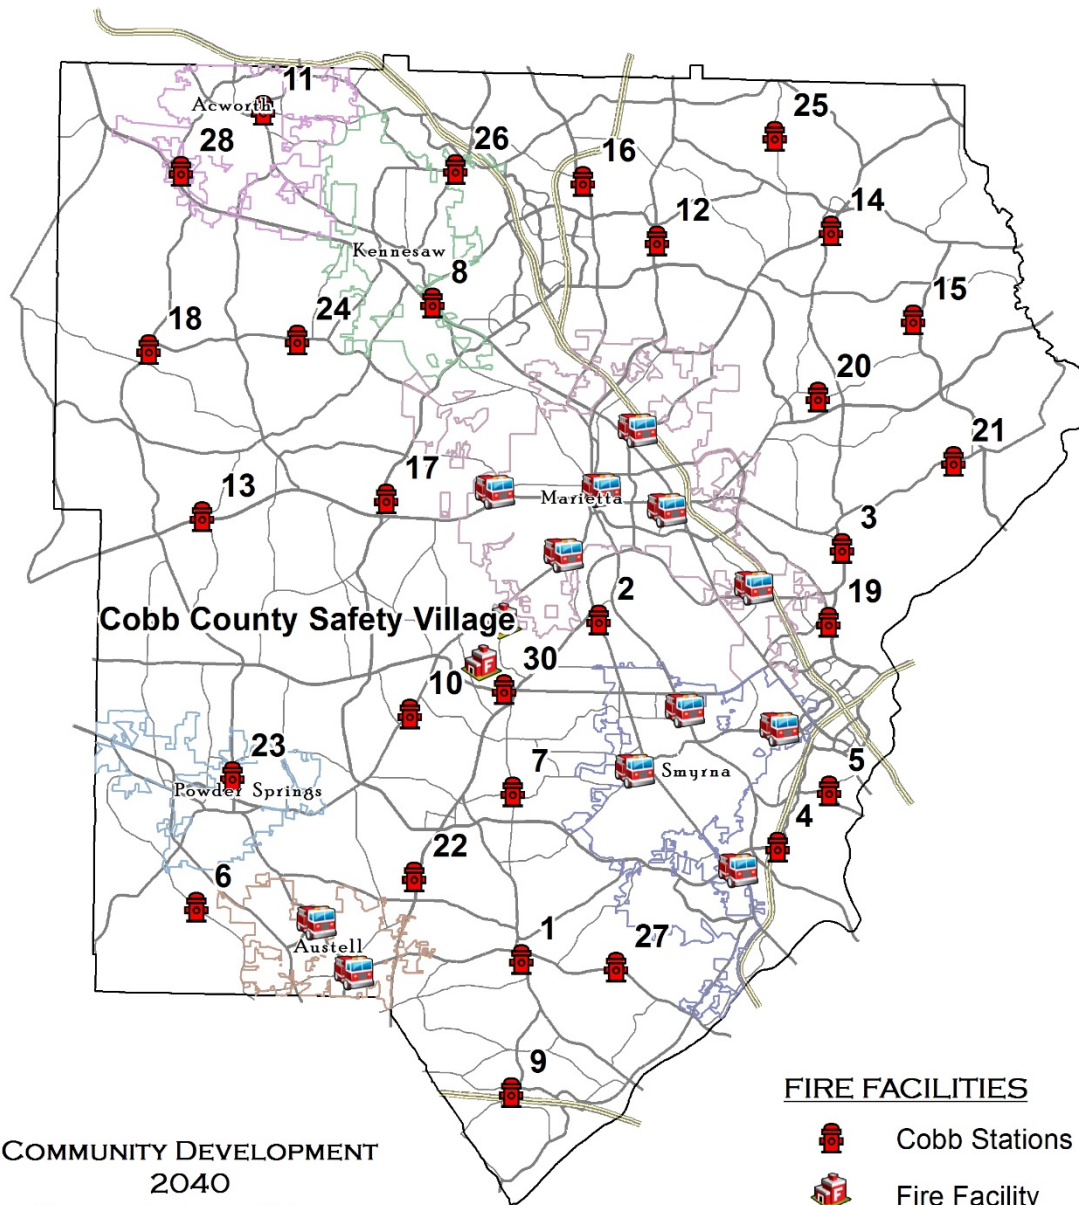 11
Acworth
25
28
26
16
12
14
Kennesaw
8
15
18
24
20
21
17
13
Marietta
3
2
19
Cobb County Safety Village
30
10
23
7
5
Smyrna
Powder Springs
4
22
6
1
27
Austell
9
FIRE FACILITIES
COMMUNITY DEVELOPMENT
2040
Cobb Stations
Fire Facility